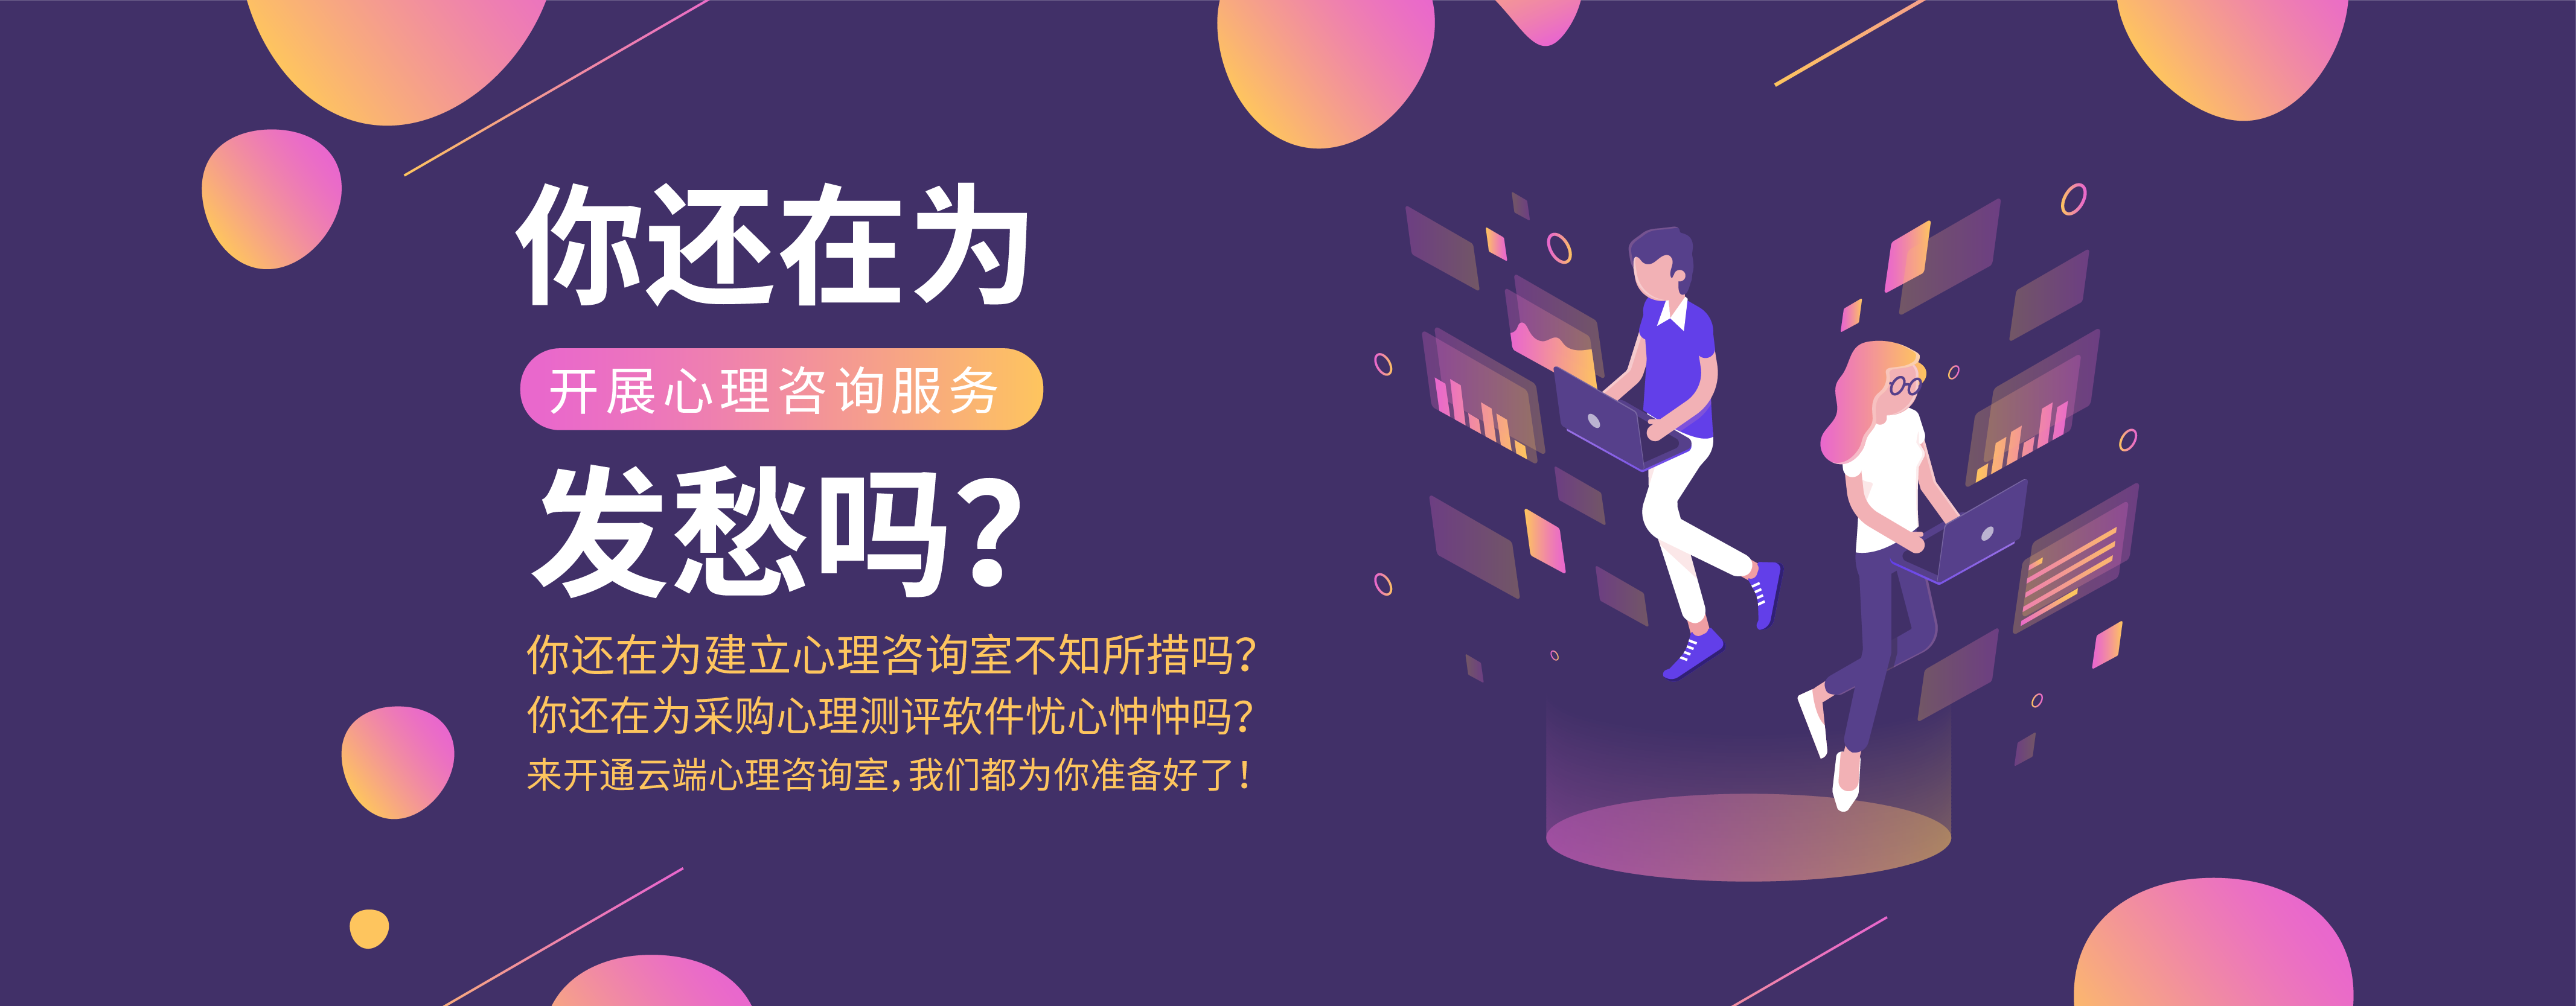 你还在为
开展心理咨询服务
发愁吗?
你还在为建立心理咨询室不知所措吗?
你还在为采购心理测评软件忧心忡忡吗?
来开通云端心理咨询室，我们都为你准备好了！